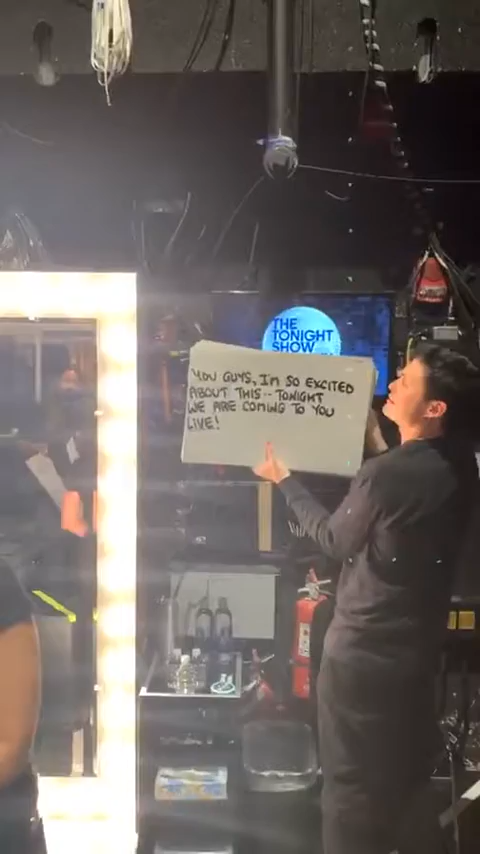 THE
TONIGHT
SHOW
YOU GUYS, I'M SO EXCITED
ABOUT THIS -- TONIGHT
WE ARE COMING TO YOU
LIVE!